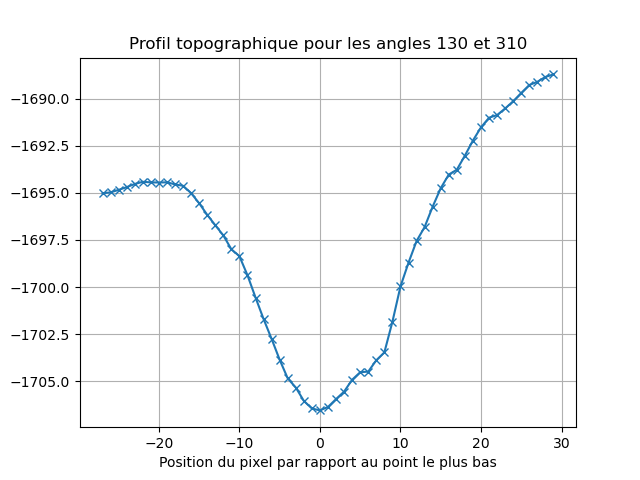 Profil topographique pour les angles 130 et 310
−1690.0
−1692.5
−1695.0
−1697.5
−1700.0
−1702.5
−1705.0
−20 −10 0 10 20 30
Position du pixel par rapport au point le plus bas